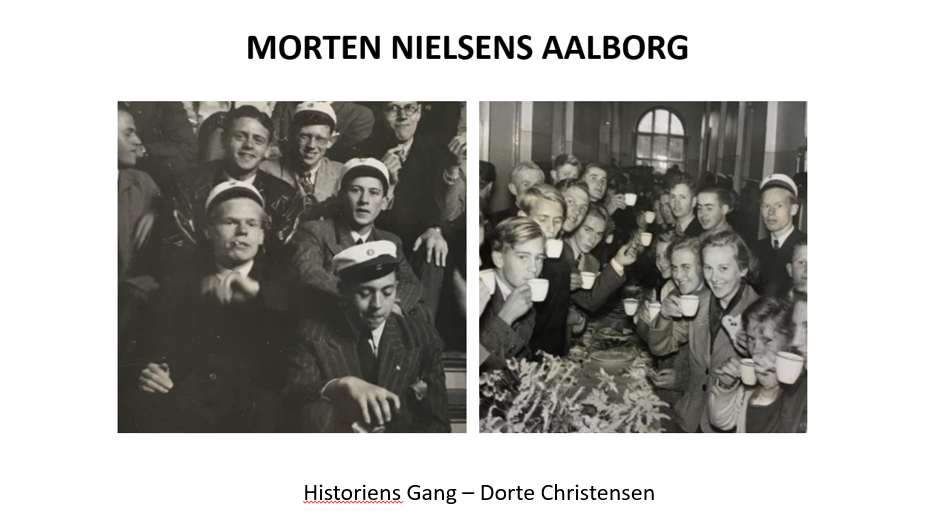 MORTEN NIELSENS AALBORG
Historiens Gang – Dorte Christensen